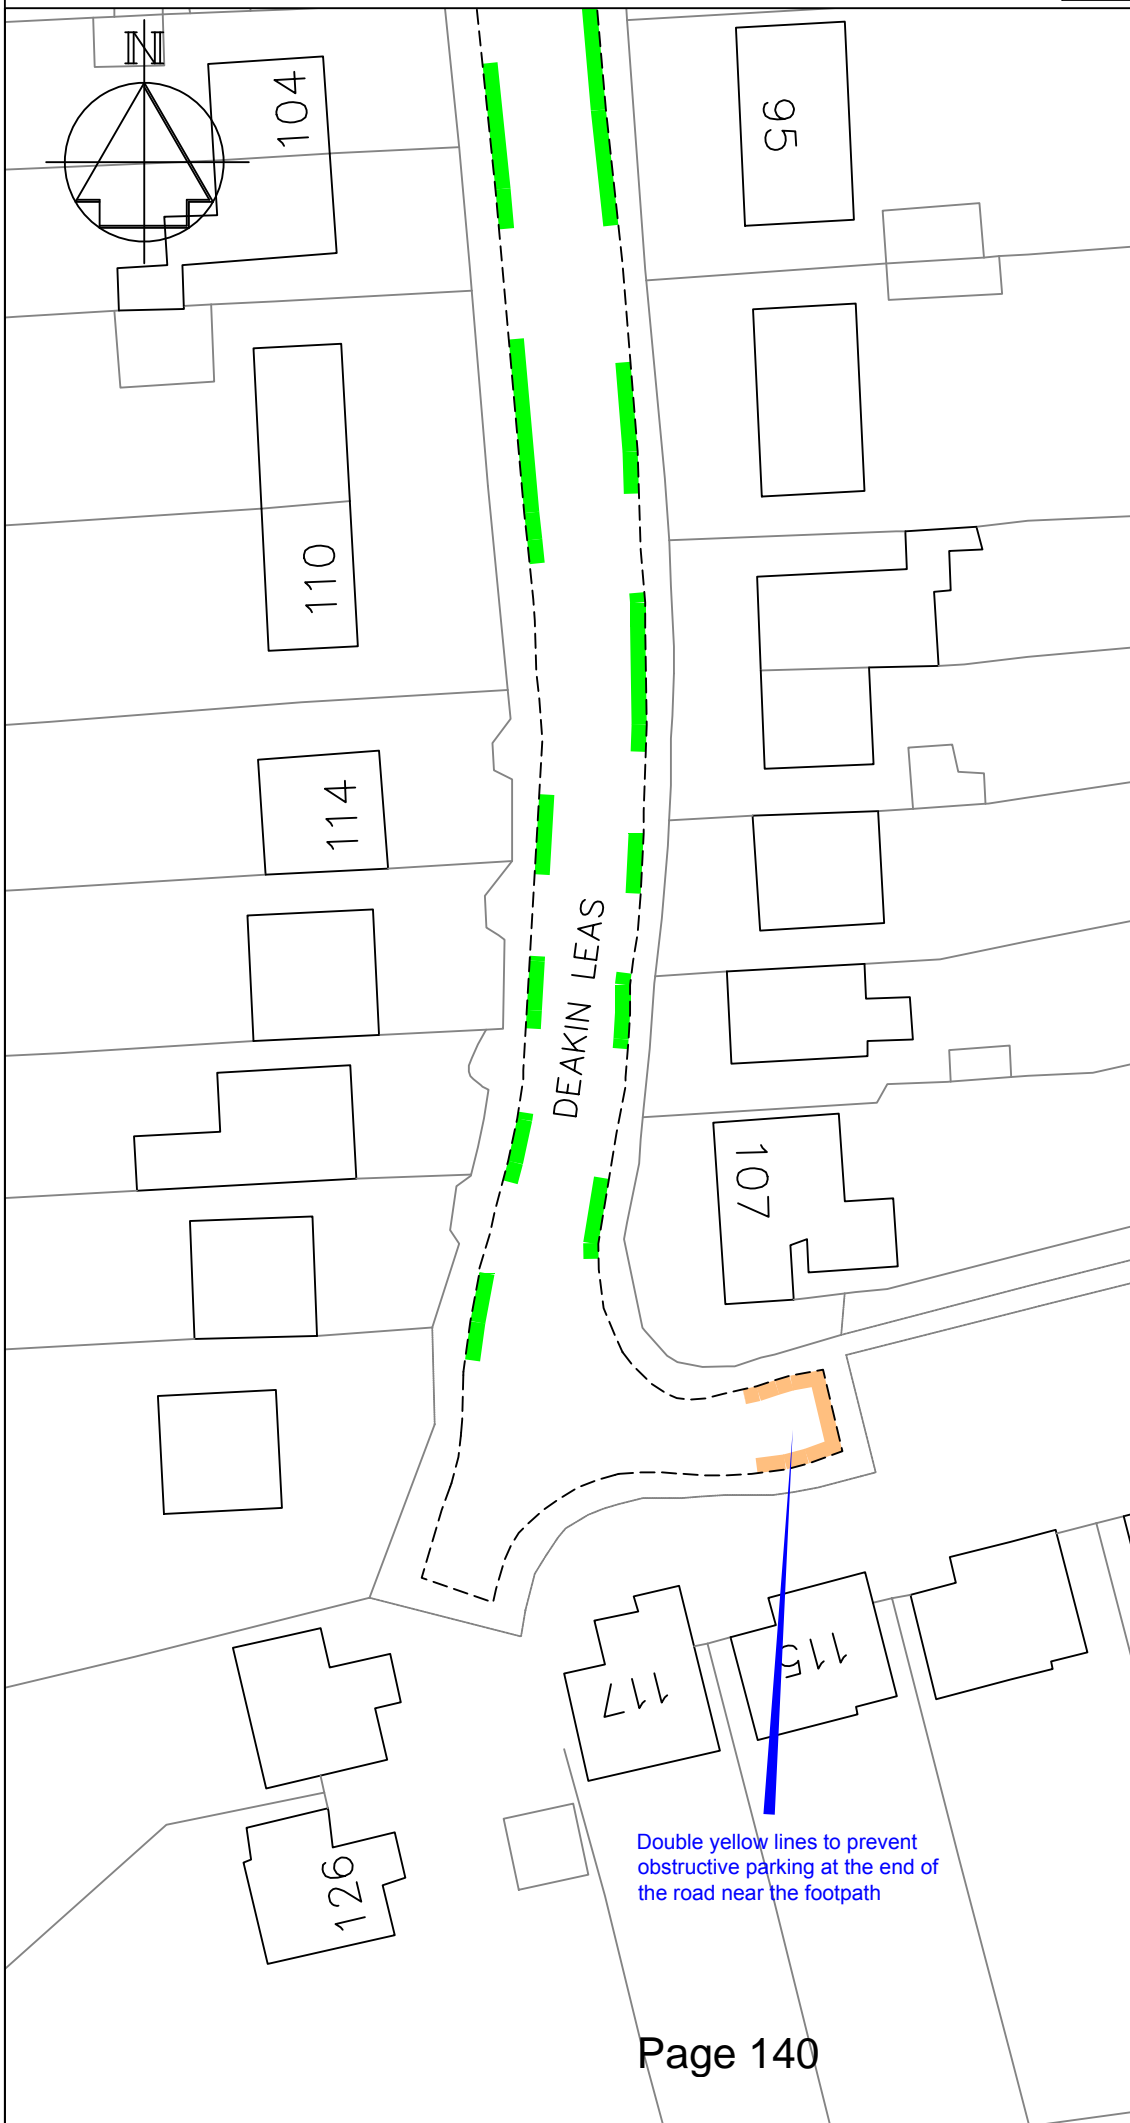 N
104
95
110
114
DEAKIN LEAS
107
115
117
Double yellow lines to prevent
obstructive parking at the end of
the road near the footpath
126
Page 140